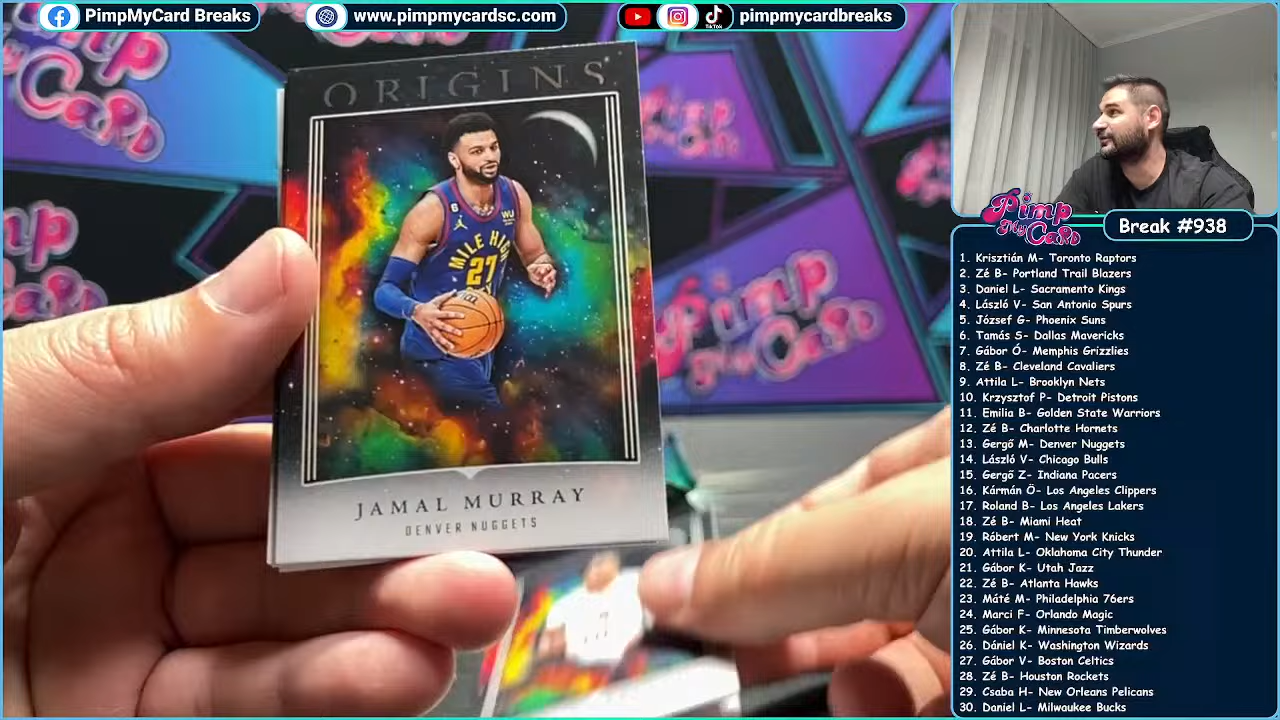 PimpMyCard Breaks
www.pimpmycardsc.com
TikTok
pimpmycardbreaks
ORIGINS
6
WU
MILE HIGH
27
JAMAL MURRAY
DENVER NUGGETS
Pimp
My
CaRD
Pimp
My CaRD
Break #938
1. Krisztián M- Toronto Raptors
2. Zé B- Portland Trail Blazers
3. Daniel L- Sacramento Kings
4. László V- San Antonio Spurs
5. József G- Phoenix Suns
6. Tamás S- Dallas Mavericks
7. Gábor Ó- Memphis Grizzlies
8. Zé B- Cleveland Cavaliers
9. Attila L- Brooklyn Nets
10. Krzysztof P- Detroit Pistons
11. Emilia B- Golden State Warriors
12. Zé B- Charlotte Hornets
13. Gergő M- Denver Nuggets
14. László V- Chicago Bulls
15. Gergő Z- Indiana Pacers
16. Kármán Ö- Los Angeles Clippers
17. Roland B- Los Angeles Lakers
18. Zé B- Miami Heat
19. Róbert M- New York Knicks
20. Attila L- Oklahoma City Thunder
21. Gábor K- Utah Jazz
22. Zé B- Atlanta Hawks
23. Máté M- Philadelphia 76ers
24. Marci F- Orlando Magic
25. Gábor K- Minnesota Timberwolves
26. Dániel K- Washington Wizards
27. Gábor V- Boston Celtics
28. Zé B- Houston Rockets
29. Csaba H- New Orleans Pelicans
30. Daniel L- Milwaukee Bucks